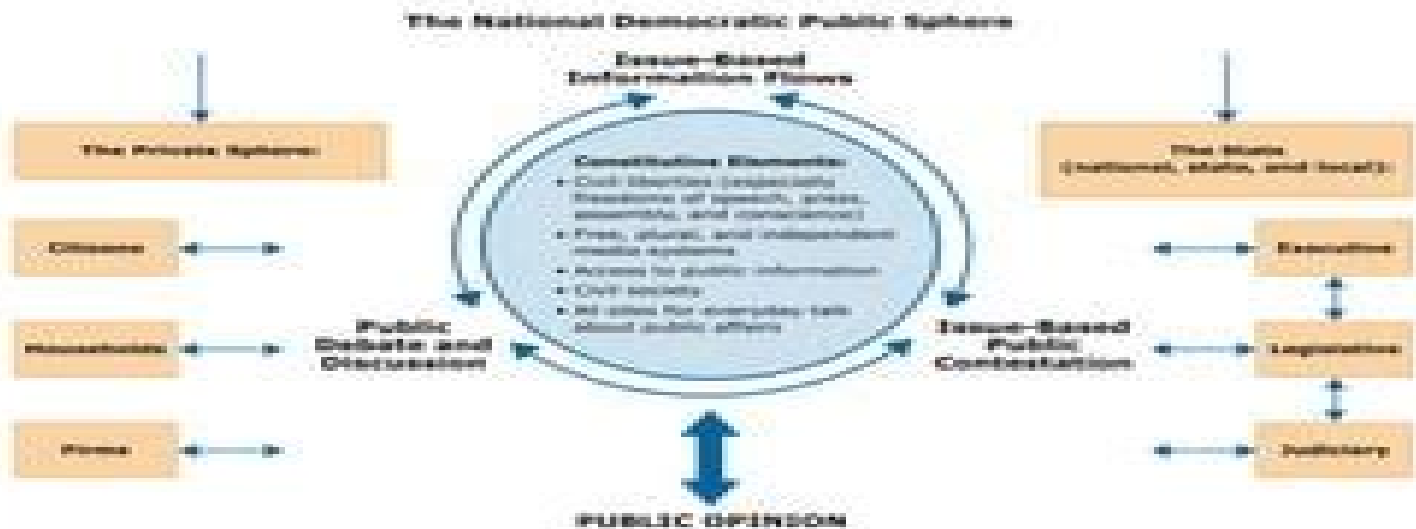 The National Democratic Public Sphere
Issue-Based
Information Flows
The Private Sphere:
The State
(national, state, and local):
Constitutive Elements:
• Civil liberties (especially
freedoms of speech, press,
assembly, and conscience)
• Free, plural, and independent
media systems
• Access to public information
• Civil society
• All sites for everyday talk
about public affairs
Citizens
Executive
Public
Debate and
Discussion
Issue-Based
Public
Contestation
Households
Legislative
Firms
Judiciary
PUBLIC OPINION